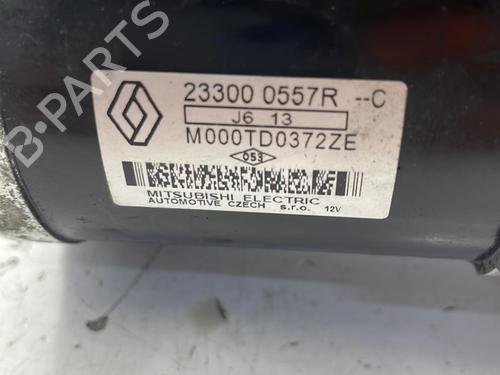 23300 0557R --C
J6 13
M000TD0372ZE
053
MITSUBISHI ELECTRIC
AUTOMOTIVE CZECH s.r.o. 12V
B-PARTS